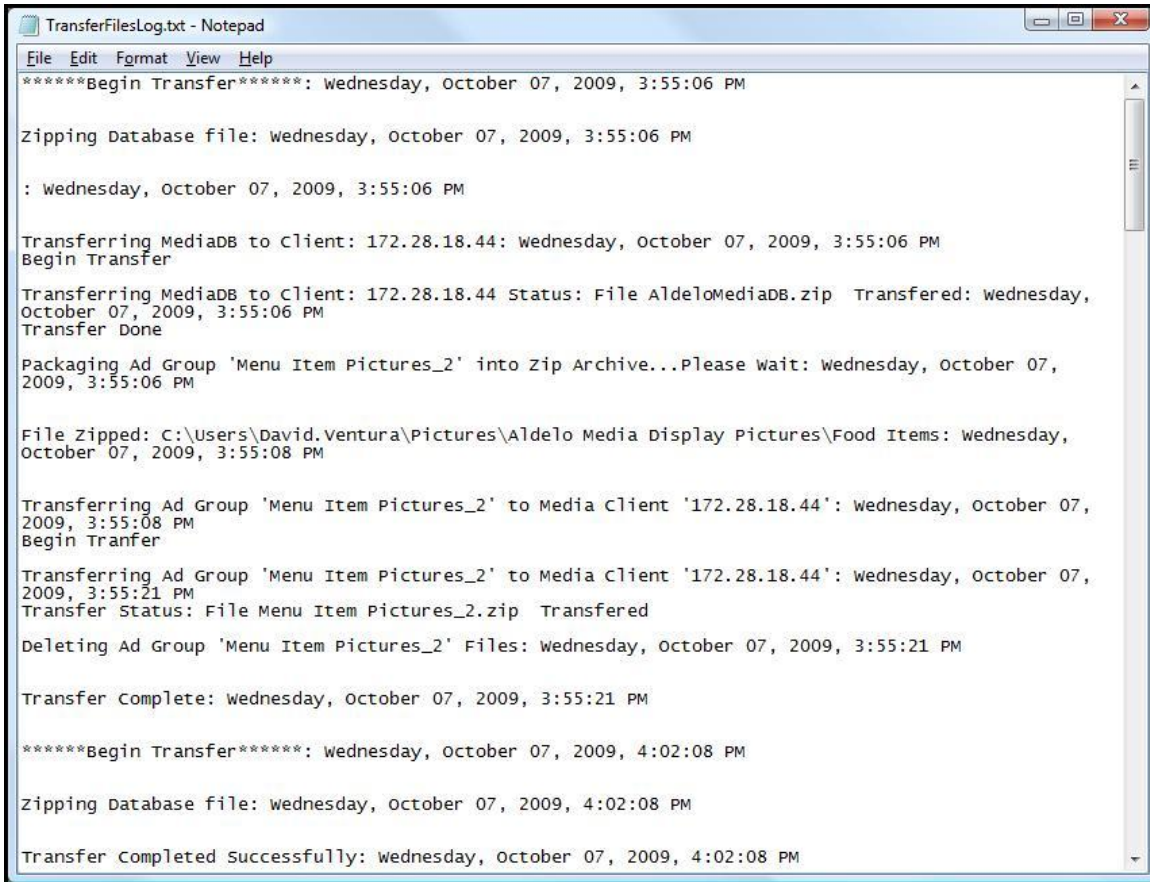 TransferFilesLog.txt - Notepad
File Edit Format View Help
******Begin Transfer******: Wednesday, October 07, 2009, 3:55:06 PM
Zipping Database file: Wednesday, October 07, 2009, 3:55:06 PM
: Wednesday, October 07, 2009, 3:55:06 PM
Transferring MediaDB to Client: 172.28.18.44: Wednesday, October 07, 2009, 3:55:06 PM
Begin Transfer
Transferring MediaDB to Client: 172.28.18.44 Status: File AldeloMediaDB.zip  Transfered: Wednesday,
October 07, 2009, 3:55:06 PM
Transfer Done
Packaging Ad Group 'Menu Item Pictures_2' into Zip Archive...Please Wait: Wednesday, October 07,
2009, 3:55:06 PM
File Zipped: C:\Users\David.Ventura\Pictures\Aldelo Media Display Pictures\Food Items: Wednesday,
October 07, 2009, 3:55:08 PM
Transferring Ad Group 'Menu Item Pictures_2' to Media Client '172.28.18.44': Wednesday, October 07,
2009, 3:55:08 PM
Begin Tranfer
Transferring Ad Group 'Menu Item Pictures_2' to Media Client '172.28.18.44': Wednesday, October 07,
2009, 3:55:21 PM
Transfer Status: File Menu Item Pictures_2.zip  Transfered
Deleting Ad Group 'Menu Item Pictures_2' Files: Wednesday, October 07, 2009, 3:55:21 PM
Transfer Complete: Wednesday, October 07, 2009, 3:55:21 PM
******Begin Transfer******: Wednesday, October 07, 2009, 4:02:08 PM
Zipping Database file: Wednesday, October 07, 2009, 4:02:08 PM
Transfer Completed Successfully: Wednesday, October 07, 2009, 4:02:08 PM